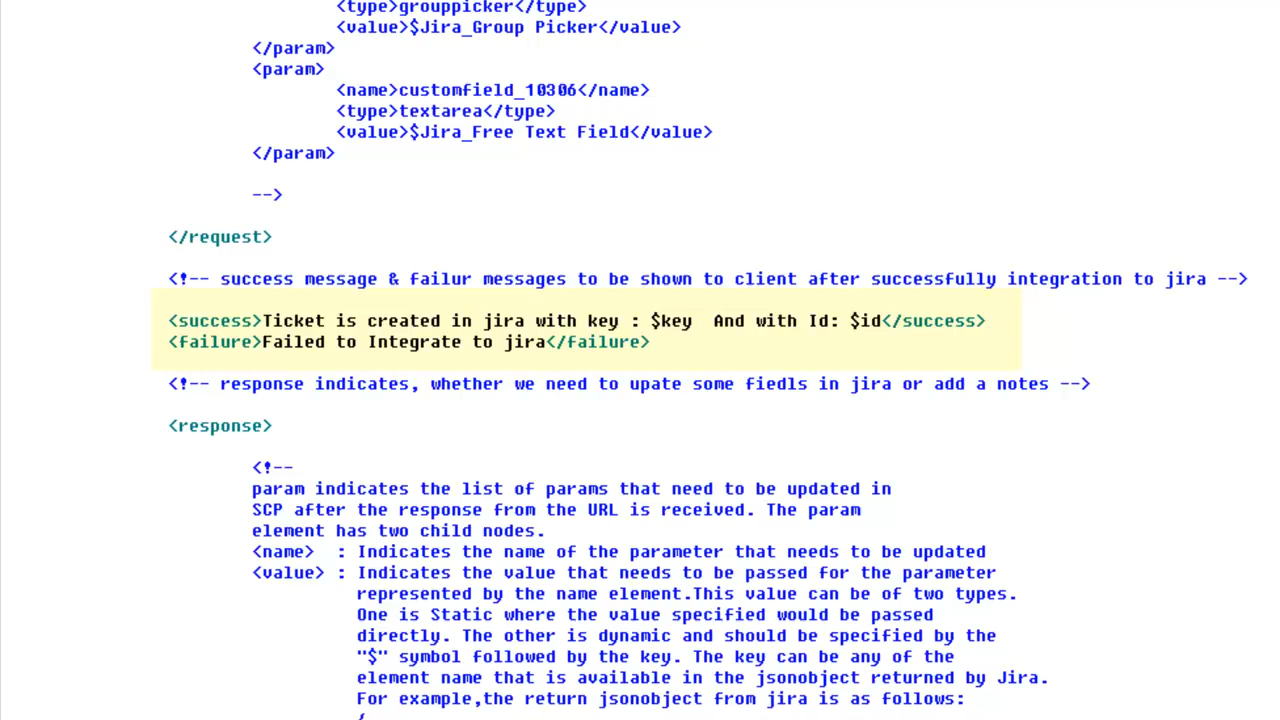 <type>grouppicker</type>
<value>$Jira_Group Picker</value>
</param>
<param>
<name>customfield_10306</name>
<type>textarea</type>
<value>$Jira_Free Text Field</value>
</param>
-->
</request>
<!-- success message & failur messages to be shown to client after successfully integration to jira -->
<success>Ticket is created in jira with key : $key  And with Id: $id</success>
<failure>Failed to Integrate to jira</failure>
<!-- response indicates, whether we need to upate some fiedls in jira or add a notes -->
<response>
<!--
param indicates the list of params that need to be updated in
SCP after the response from the URL is received. The param
element has two child nodes.
<name>  : Indicates the name of the parameter that needs to be updated
<value> : Indicates the value that needs to be passed for the parameter
represented by the name element.This value can be of two types.
One is Static where the value specified would be passed
directly. The other is dynamic and should be specified by the
"$" symbol followed by the key. The key can be any of the
element name that is available in the jsonobject returned by Jira.
For example,the return jsonobject from jira is as follows:
{